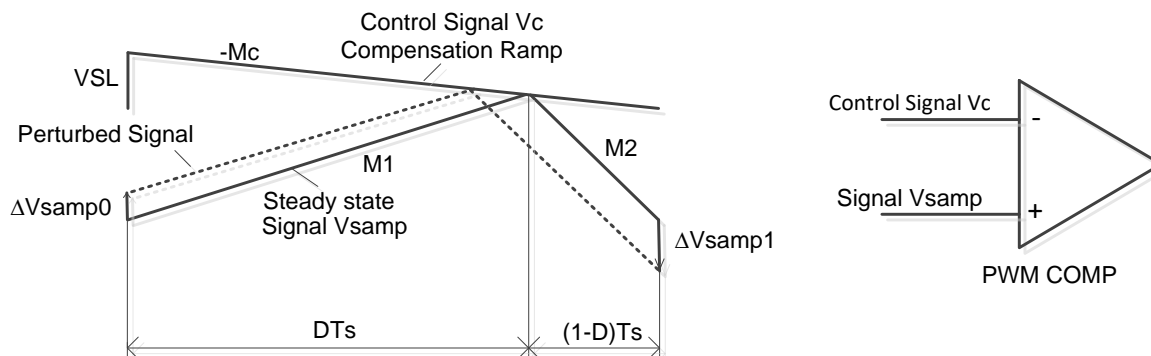 Control Signal Vc
Compensation Ramp
-Mc
VSL
Perturbed Signal
M1
M2
Steady state
Signal Vsamp
ΔVsamp0
ΔVsamp1
DTs
(1-D)Ts
Control Signal Vc
-
Signal Vsamp
+
PWM COMP